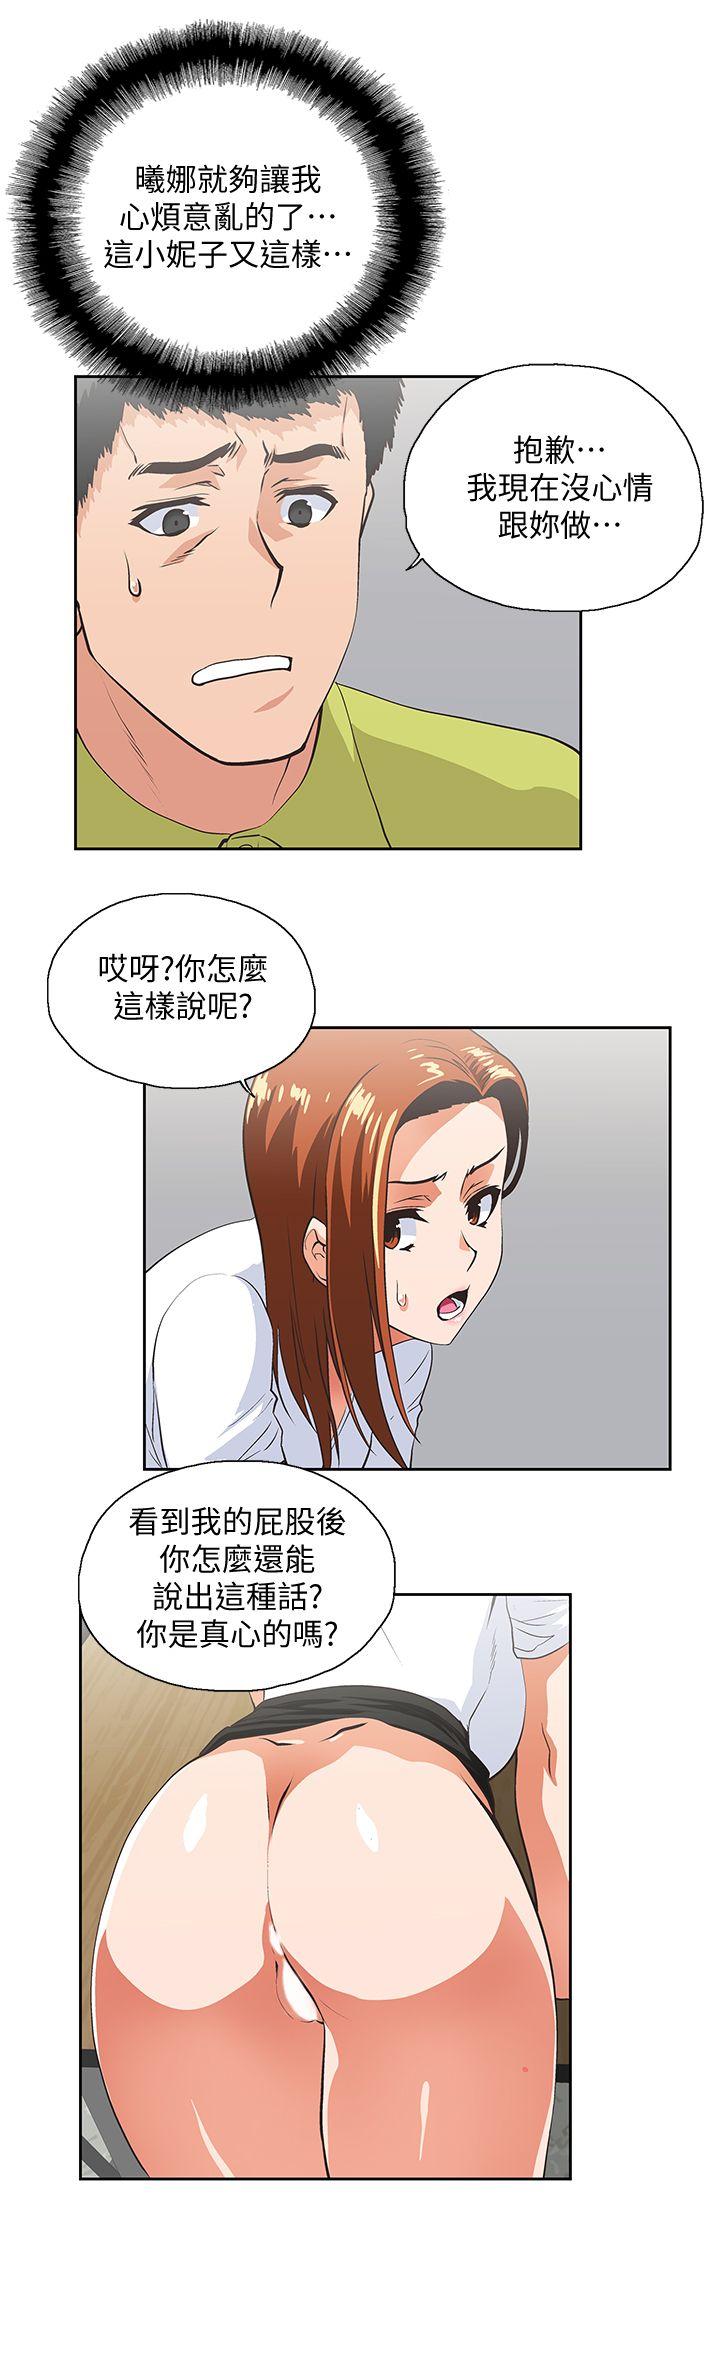 曦娜就夠讓我
心煩意亂的了…
這小妮子又這樣…
抱歉…
我現在沒心情
跟妳做…
哎呀?你怎麼
這樣說呢?
看到我的屁股後
你怎麼還能
說出這種話?
你是真心的嗎?